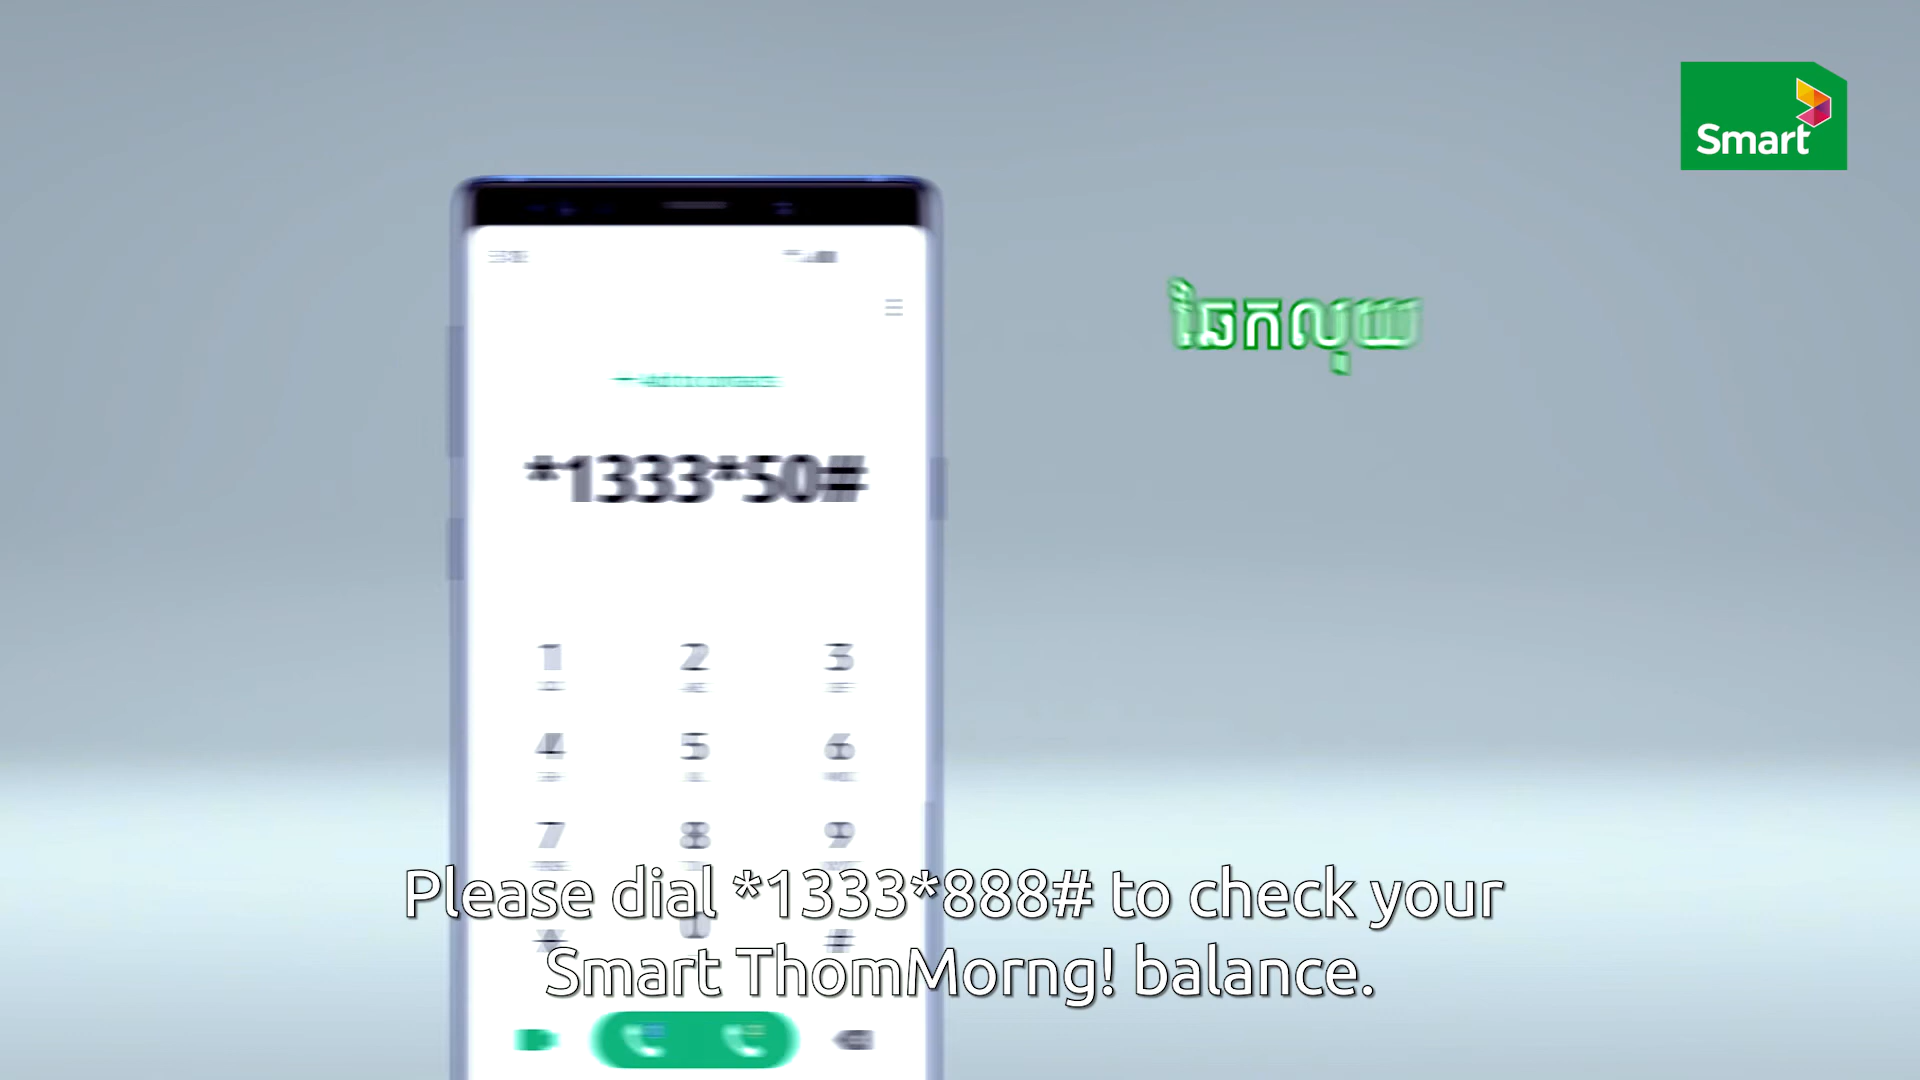 Smart
ឆែកលុយ
*1333*50#
1 2 3
4 5 6
7 8 9
* 0 #
Please dial *1333*888# to check your
Smart ThomMorng! balance.